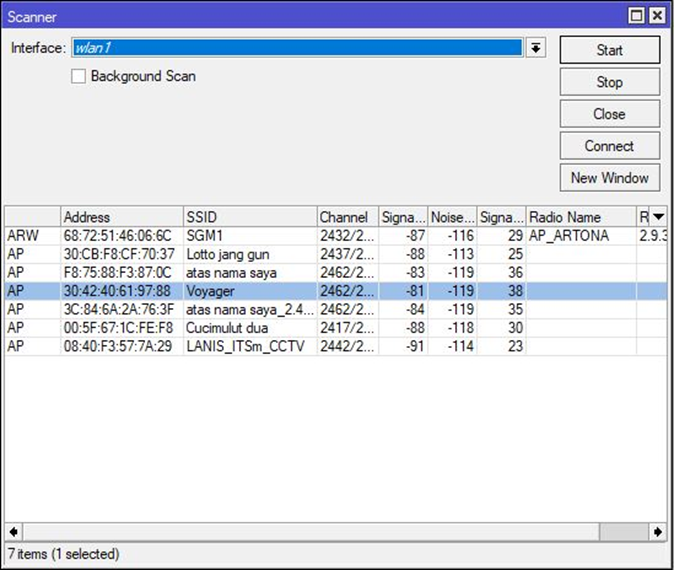 Scanner
Interface: wlan1
Start
Background Scan
Stop
Close
Connect
New Window
Address SSID Channel Signa... Noise... Signa... Radio Name R
ARW 68:72:51:46:06:6C SGM1 2432/2... -87 -116 29 AP_ARTONA 2.9.3
AP 30:CB:F8:CF:70:37 Lotto jang gun 2437/2... -88 -113 25
AP F8:75:88:F3:87:0C atas nama saya 2462/2... -83 -119 36
AP 30:42:40:61:97:88 Voyager 2462/2... -81 -119 38
AP 3C:84:6A:2A:76:3F atas nama saya_2.4... 2462/2... -84 -119 35
AP 00:5F:67:1C:FE:F8 Cucimulut dua 2417/2... -88 -118 30
AP 08:40:F3:57:7A:29 LANIS_ITSm_CCTV 2442/2... -91 -114 23
7 items (1 selected)